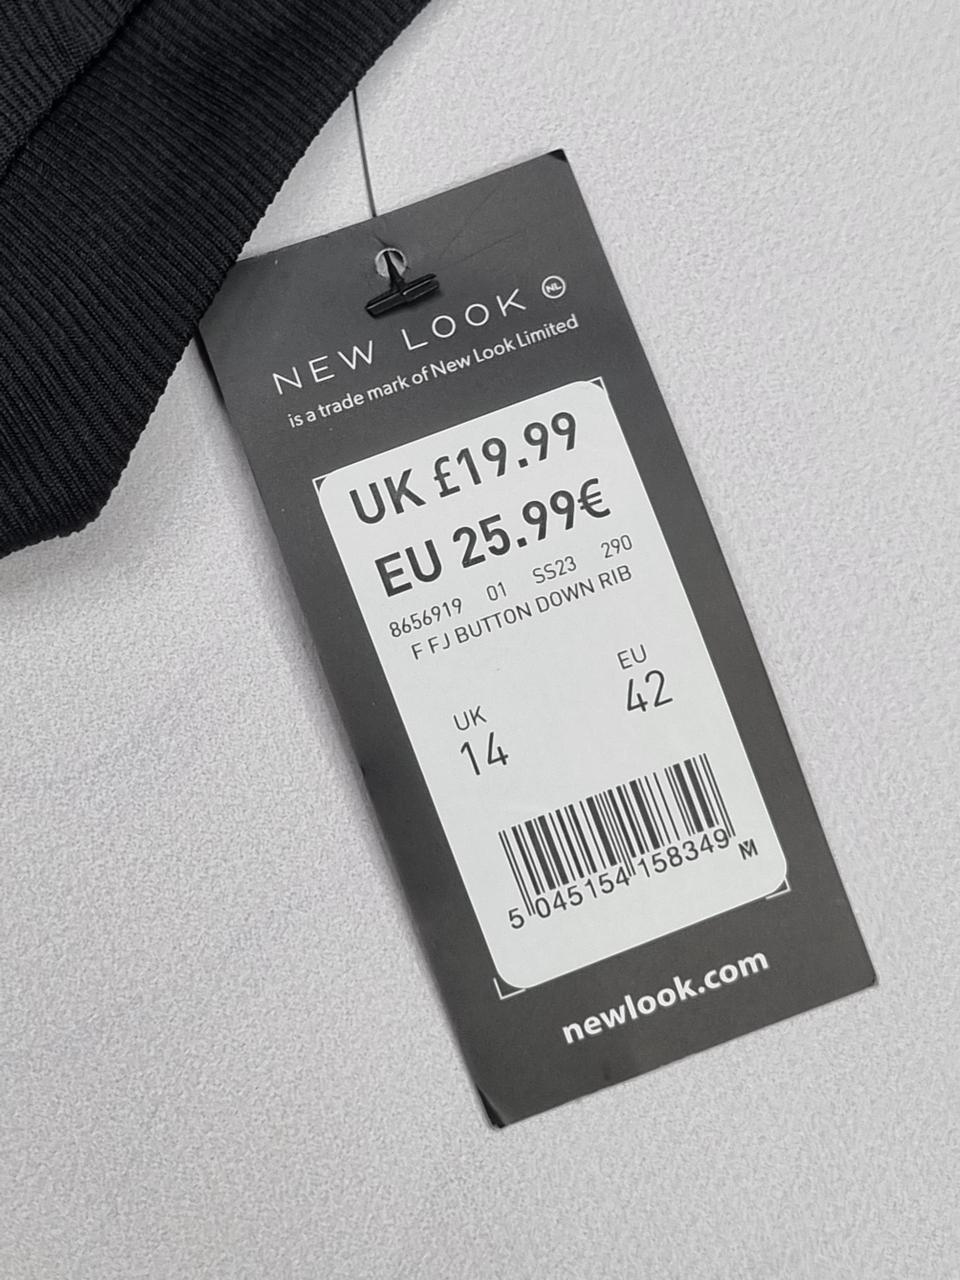 NEW LOOK NL
is a trade mark of New Look Limited
UK £19.99
EU 25.99€
8656919 01 SS23 290
F FJ BUTTON DOWN RIB
UK EU
14 42
5 045154 158349 M
newlook.com